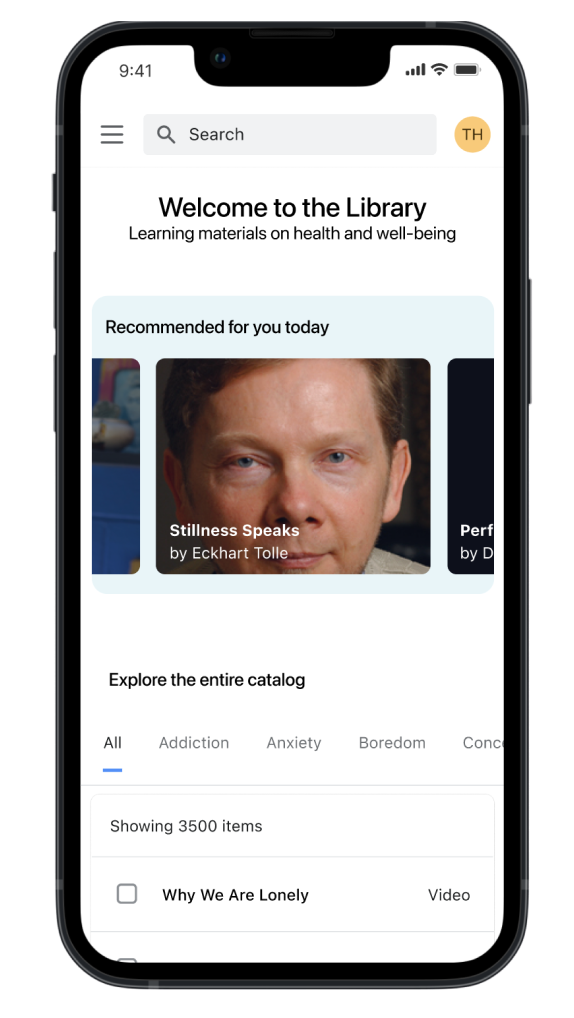 9:41
Search
TH
Welcome to the Library
Learning materials on health and well-being
Recommended for you today
Stillness Speaks
by Eckhart Tolle
Perf
by D
Explore the entire catalog
All Addiction Anxiety Boredom Conc
Showing 3500 items
Why We Are Lonely Video